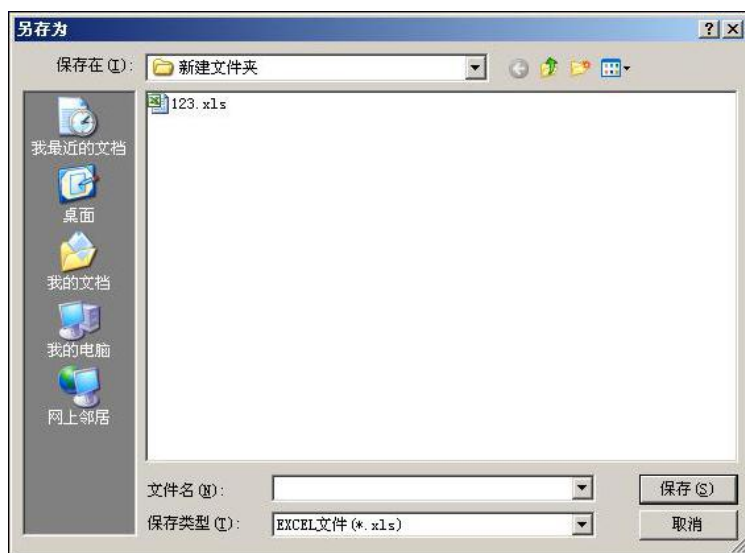 另存为
保存在(I):
新建文件夹
123.xls
我最近的文档
桌面
我的文档
我的电脑
网上邻居
文件名(N):
保存(S)
保存类型(T):
EXCEL文件(*.xls)
取消